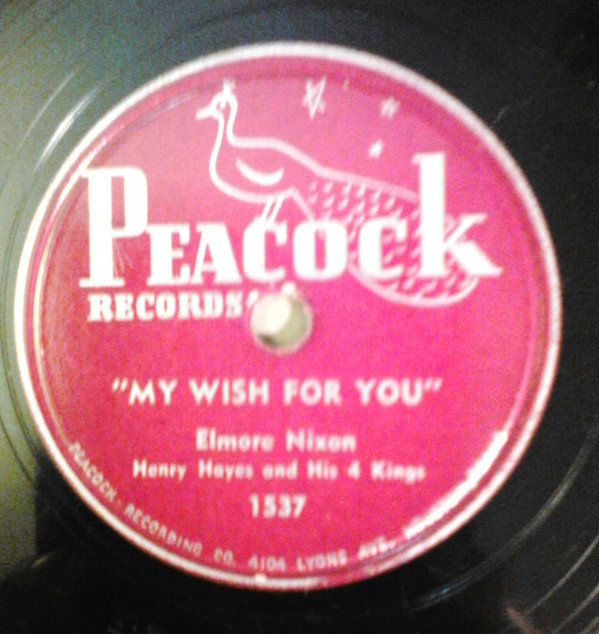 PEACOCK
RECORDS
"MY WISH FOR YOU"
Elmore Nixon
Henry Hayes and His 4 Kings
1537
PEACOCK RECORDING CO. 4104 LYONS AVE.